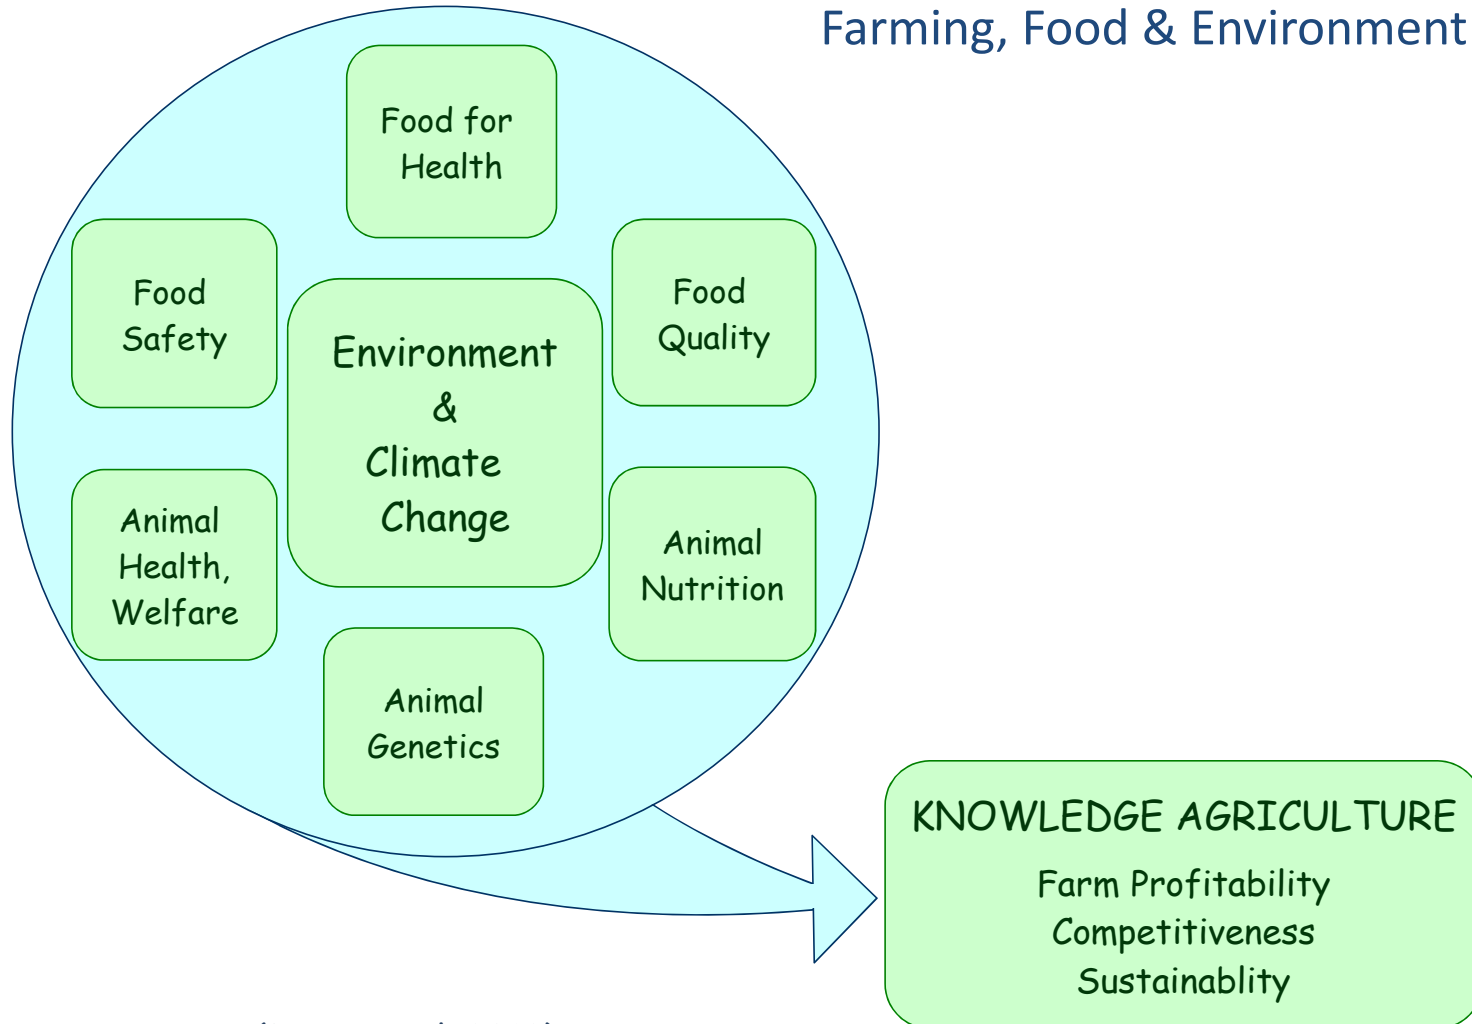 Farming, Food & Environment
Food for
Health
Food
Safety
Food
Quality
Environment
&
Climate
Change
Animal
Health,
Welfare
Animal
Nutrition
Animal
Genetics
KNOWLEDGE AGRICULTURE
Farm Profitability
Competitiveness
Sustainablity